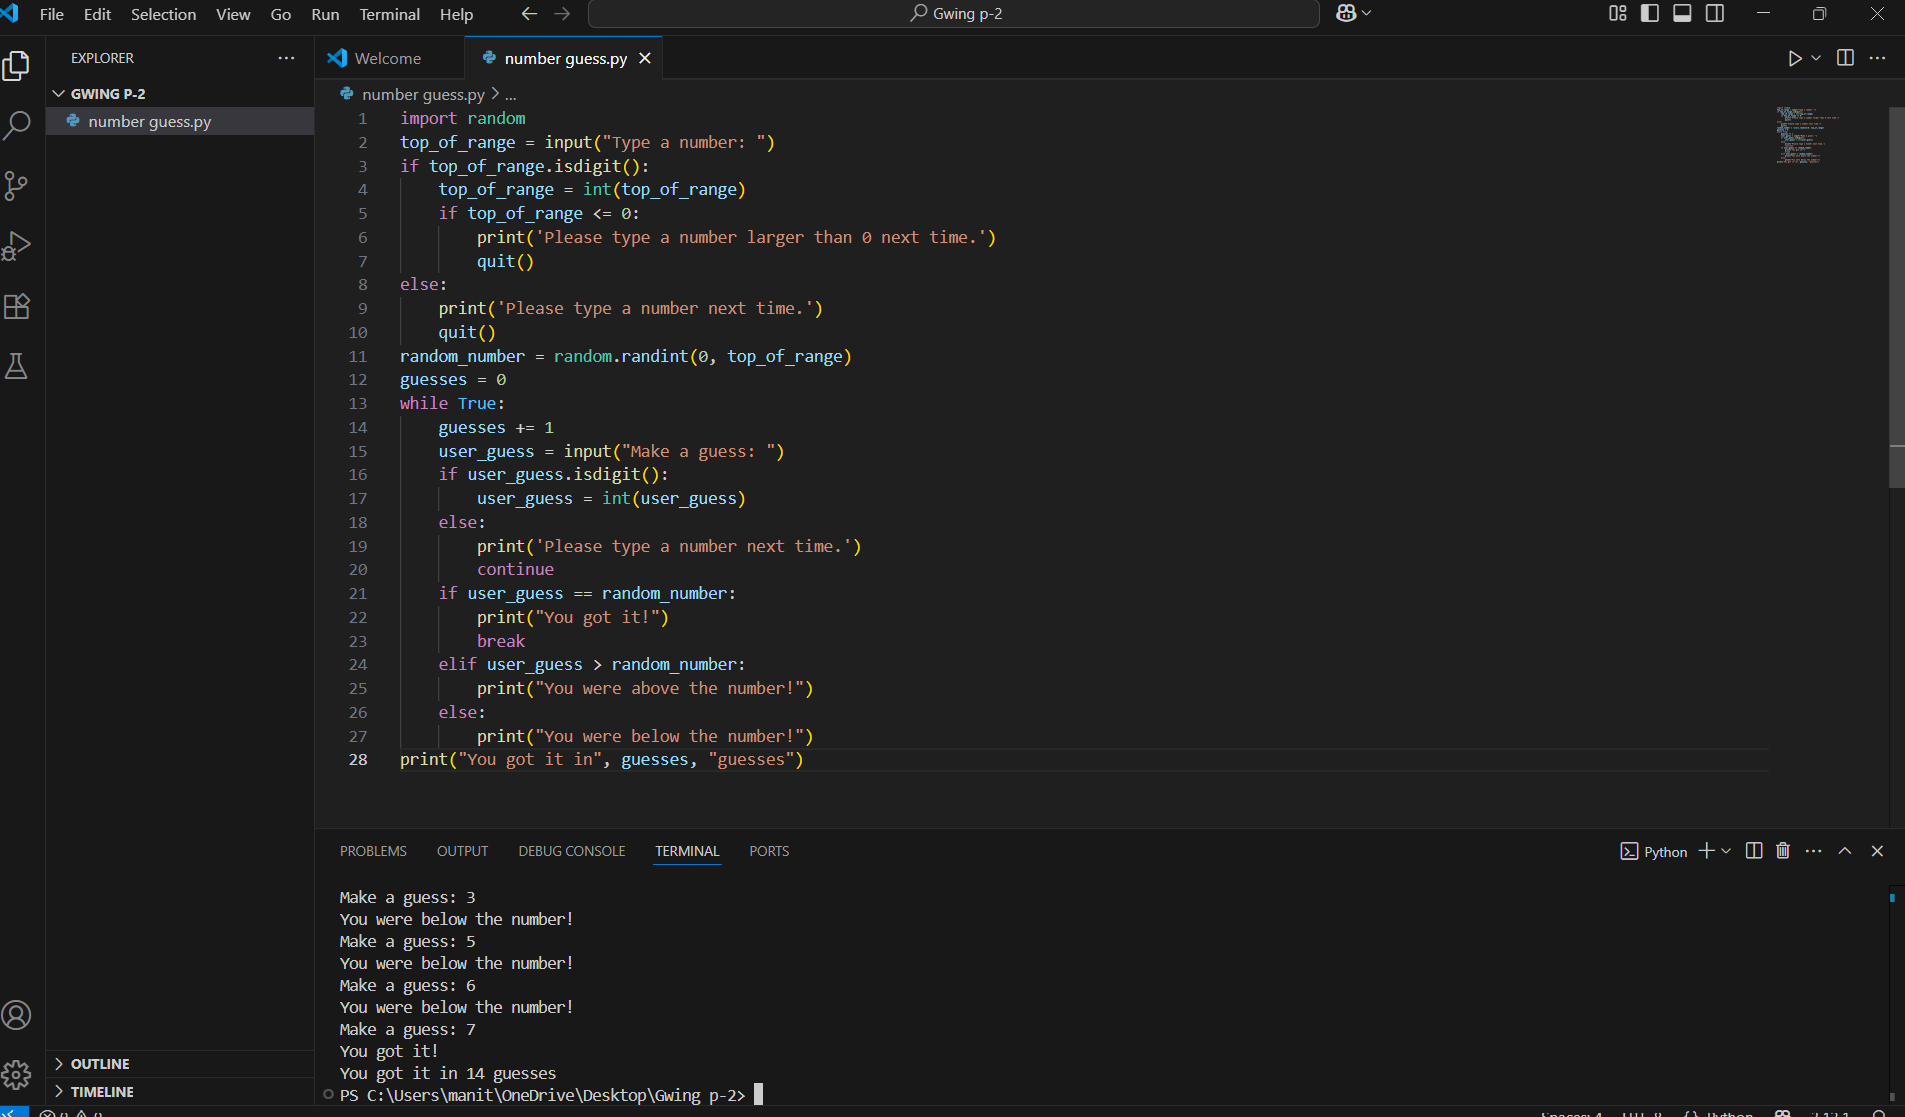 File Edit Selection View Go Run Terminal Help
Gwing p-2
EXPLORER
GWING P-2
number guess.py
Welcome
number guess.py
number guess.py > ...
1 import random
2 top_of_range = input("Type a number: ")
3 if top_of_range.isdigit():
4     top_of_range = int(top_of_range)
5     if top_of_range <= 0:
6         print('Please type a number larger than 0 next time.')
7         quit()
8 else:
9     print('Please type a number next time.')
10     quit()
11 random_number = random.randint(0, top_of_range)
12 guesses = 0
13 while True:
14     guesses += 1
15     user_guess = input("Make a guess: ")
16     if user_guess.isdigit():
17         user_guess = int(user_guess)
18     else:
19         print('Please type a number next time.')
20         continue
21     if user_guess == random_number:
22         print("You got it!")
23         break
24     elif user_guess > random_number:
25         print("You were above the number!")
26     else:
27         print("You were below the number!")
28 print("You got it in", guesses, "guesses")
PROBLEMS OUTPUT DEBUG CONSOLE TERMINAL PORTS
Python
Make a guess: 3
You were below the number!
Make a guess: 5
You were below the number!
Make a guess: 6
You were below the number!
Make a guess: 7
You got it!
You got it in 14 guesses
PS C:\Users\manit\OneDrive\Desktop\Gwing p-2>
OUTLINE
TIMELINE